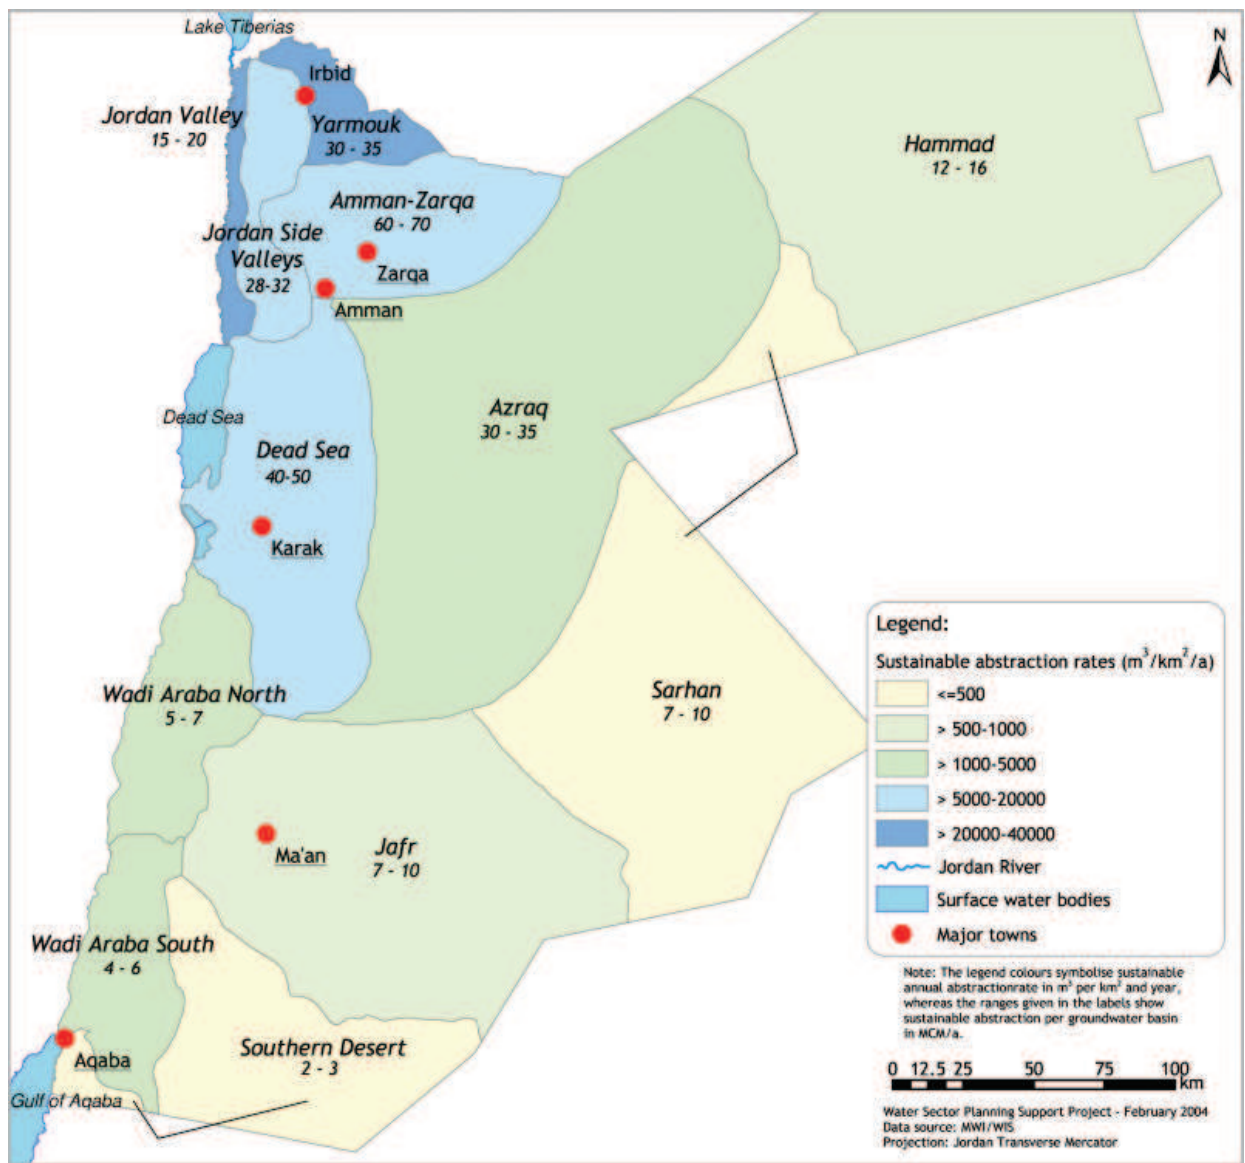 Lake Tiberias
N
Irbid
Jordan Valley
15 - 20
Yarmouk
30 - 35
Hammad
12 - 16
Amman-Zarqa
60 - 70
Jordan Side
Valleys
28-32
Zarqa
Amman
Dead Sea
Azraq
30 - 35
Dead Sea
40-50
Karak
Wadi Araba North
5 - 7
Sarhan
7 - 10
Ma'an
Jafr
7 - 10
Wadi Araba South
4 - 6
Aqaba
Southern Desert
2 - 3
Gulf of Aqaba
Legend:
Sustainable abstraction rates (m³/km²/a)
<=500
> 500-1000
> 1000-5000
> 5000-20000
> 20000-40000
Jordan River
Surface water bodies
Major towns
Note: The legend colours symbolise sustainable
annual abstractionrate in m³ per km² and year,
whereas the ranges given in the labels show
sustainable abstraction per groundwater basin
in MCM/a.
0 12.5 25 50 75 100
km
Water Sector Planning Support Project - February 2004
Data source: MWI/WIS
Projection: Jordan Transverse Mercator